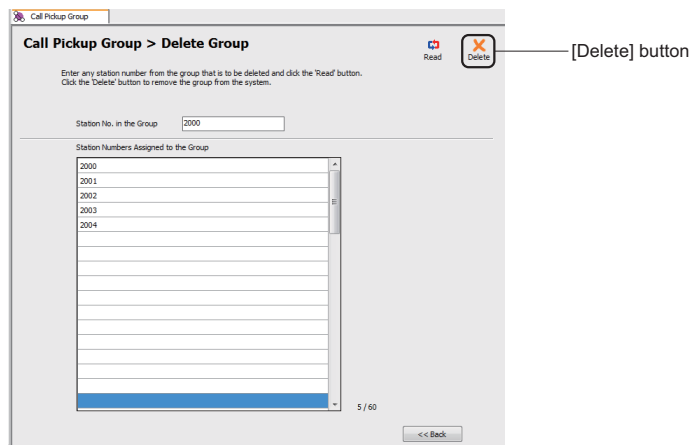 Call Pickup Group
Call Pickup Group > Delete Group
Read
Delete
[Delete] button
Enter any station number from the group that is to be deleted and click the 'Read' button.
Click the 'Delete' button to remove the group from the system.
Station No. in the Group
2000
Station Numbers Assigned to the Group
2000
2001
2002
2003
2004
5 / 60
<< Back